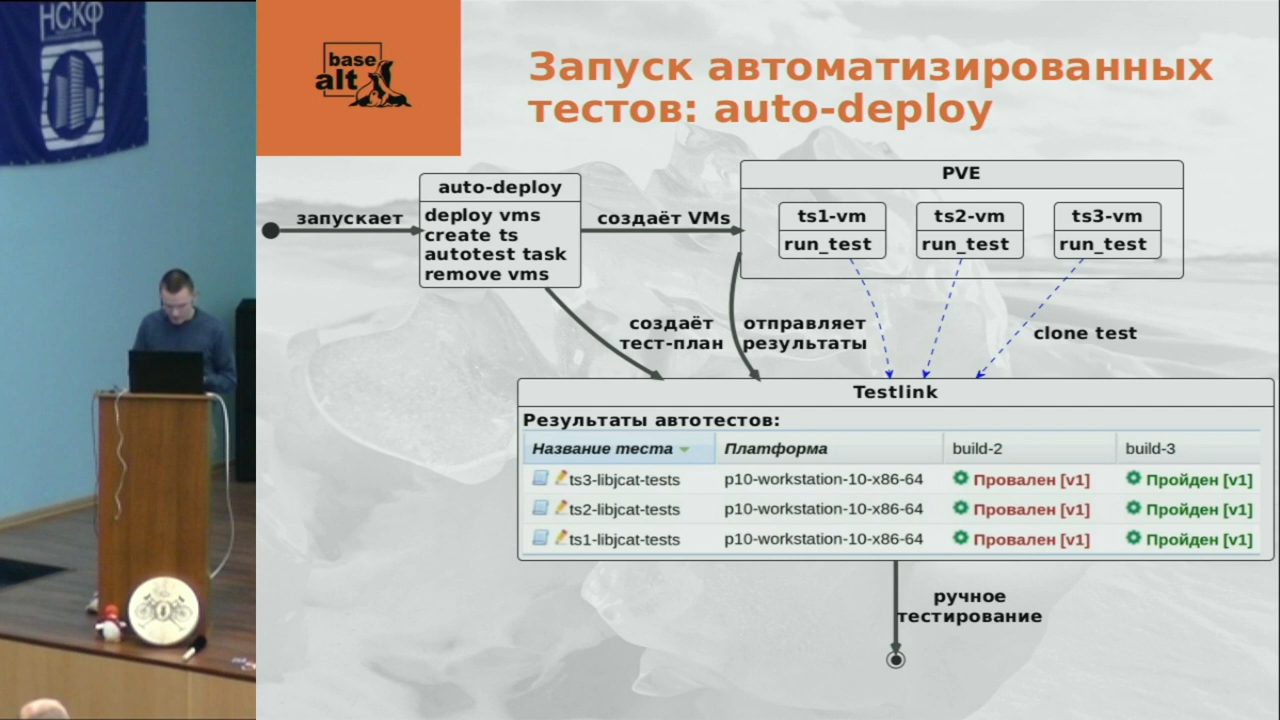 НСКФ
base
alt
Запуск автоматизированных
тестов: auto-deploy
запускает
auto-deploy
deploy vms
create ts
autotest task
remove vms
создаёт VMs
PVE
ts1-vm
run_test
ts2-vm
run_test
ts3-vm
run_test
создаёт
тест-план
отправляет
результаты
clone test
Testlink
Результаты автотестов:
Название теста Платформа build-2 build-3
ts3-libjcat-tests p10-workstation-10-x86-64 Провален [v1] Пройден [v1]
ts2-libjcat-tests p10-workstation-10-x86-64 Провален [v1] Пройден [v1]
ts1-libjcat-tests p10-workstation-10-x86-64 Провален [v1] Пройден [v1]
ручное
тестирование